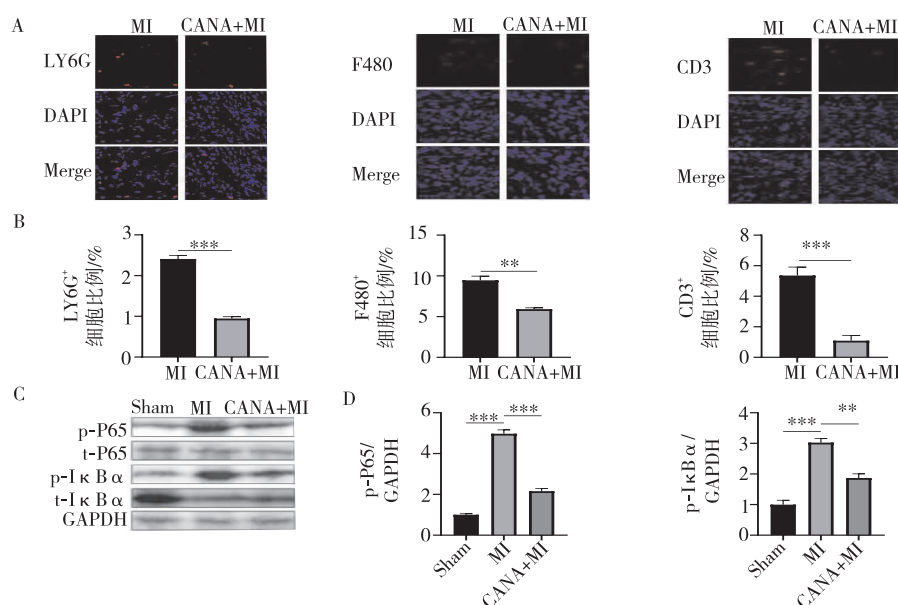 A
MI CANA+MI
LY6G
DAPI
Merge
MI CANA+MI
F480
DAPI
Merge
MI CANA+MI
CD3
DAPI
Merge
B
LY6G⁺
细胞比例/%
3
2
1
0
***
MI CANA+MI
F480⁺
细胞比例/%
15
10
5
0
**
MI CANA+MI
CD3⁺
细胞比例/%
8
6
4
2
0
***
MI CANA+MI
C
Sham MI CANA+MI
p-P65
t-P65
p-IκBα
t-IκBα
GAPDH
D
p-P65/
GAPDH
6
4
2
0
*** ***
Sham
MI
CANA+MI
p-IκBα/
GAPDH
4
3
2
1
0
*** **
Sham
MI
CANA+MI